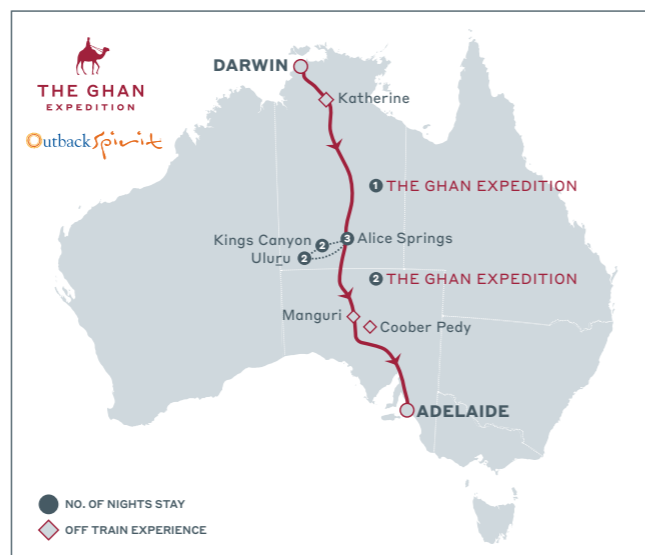 THE GHAN
EXPEDITION
Outback Spirit
DARWIN
Katherine
1 THE GHAN EXPEDITION
Kings Canyon 2
3 Alice Springs
Uluṟu 2
2 THE GHAN EXPEDITION
Manguri
Coober Pedy
ADELAIDE
NO. OF NIGHTS STAY
OFF TRAIN EXPERIENCE